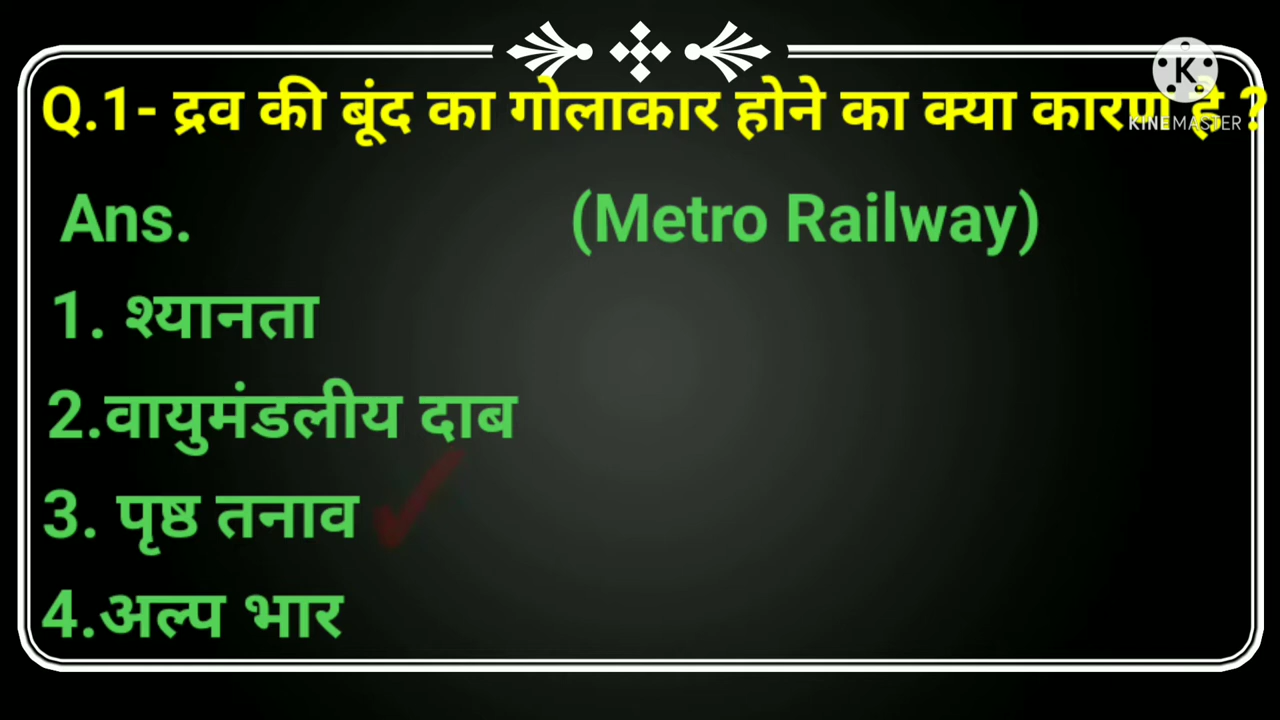 Q.1- द्रव की बूंद का गोलाकार होने का क्या कारण है ?
K
KINEMASTER
Ans. (Metro Railway)
1. श्यानता
2.वायुमंडलीय दाब
3. पृष्ठ तनाव
4.अल्प भार